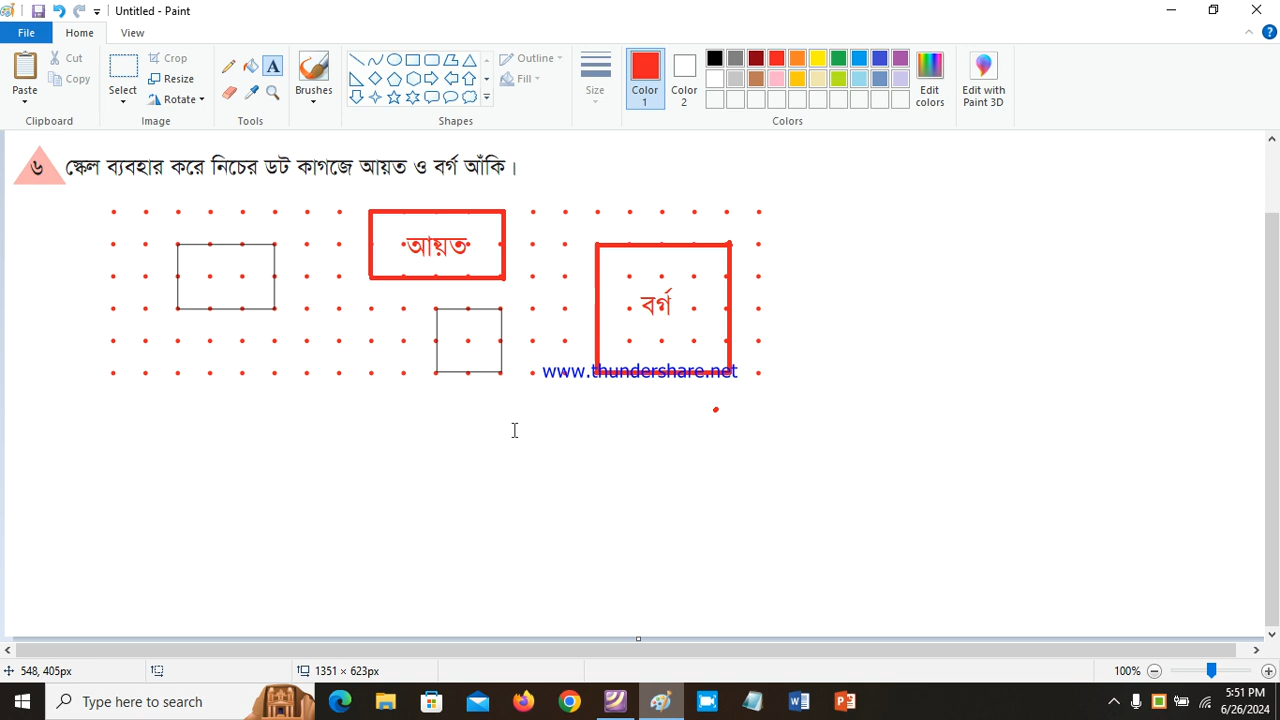 Untitled - Paint
File Home View
Paste
Cut
Copy
Clipboard
Select
Crop
Resize
Rotate
Image
A
Tools
Brushes
Shapes
Outline
Fill
Size
Color 1
Color 2
Edit colors
Colors
Edit with Paint 3D
৬ স্কেল ব্যবহার করে নিচের ডট কাগজে আয়ত ও বর্গ আঁকি।
আয়ত
বর্গ
www.thundershare.net
548, 405px
1351 × 623px
100%
Type here to search
5:51 PM
6/26/2024